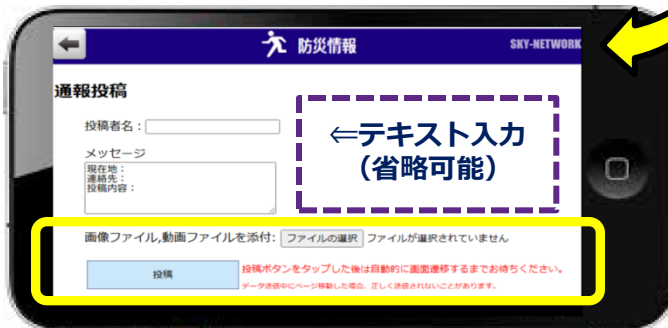 防災情報
SKY-NETWORK
通報投稿
投稿者名：
⇐テキスト入力
（省略可能）
メッセージ
現在地：
連絡先：
投稿内容：
画像ファイル,動画ファイルを添付: ファイルの選択 ファイルが選択されていません
投稿
投稿ボタンをタップした後は自動的に画面遷移するまでお待ちください。
データ送信中にページ移動した場合、正しく送信されないことがあります。